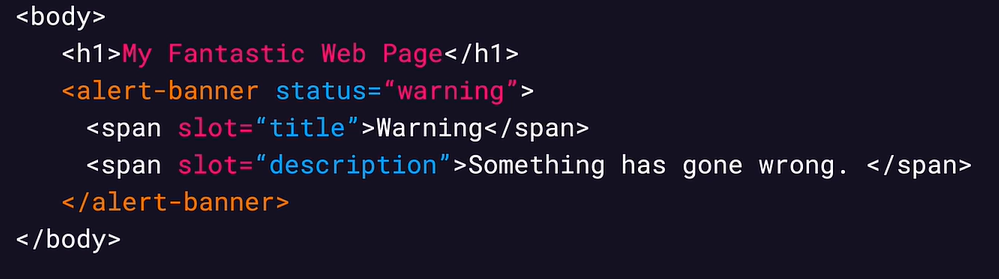 <body>
<h1>My Fantastic Web Page</h1>
<alert-banner status=“warning”>
<span slot=“title”>Warning</span>
<span slot=“description”>Something has gone wrong. </span>
</alert-banner>
</body>